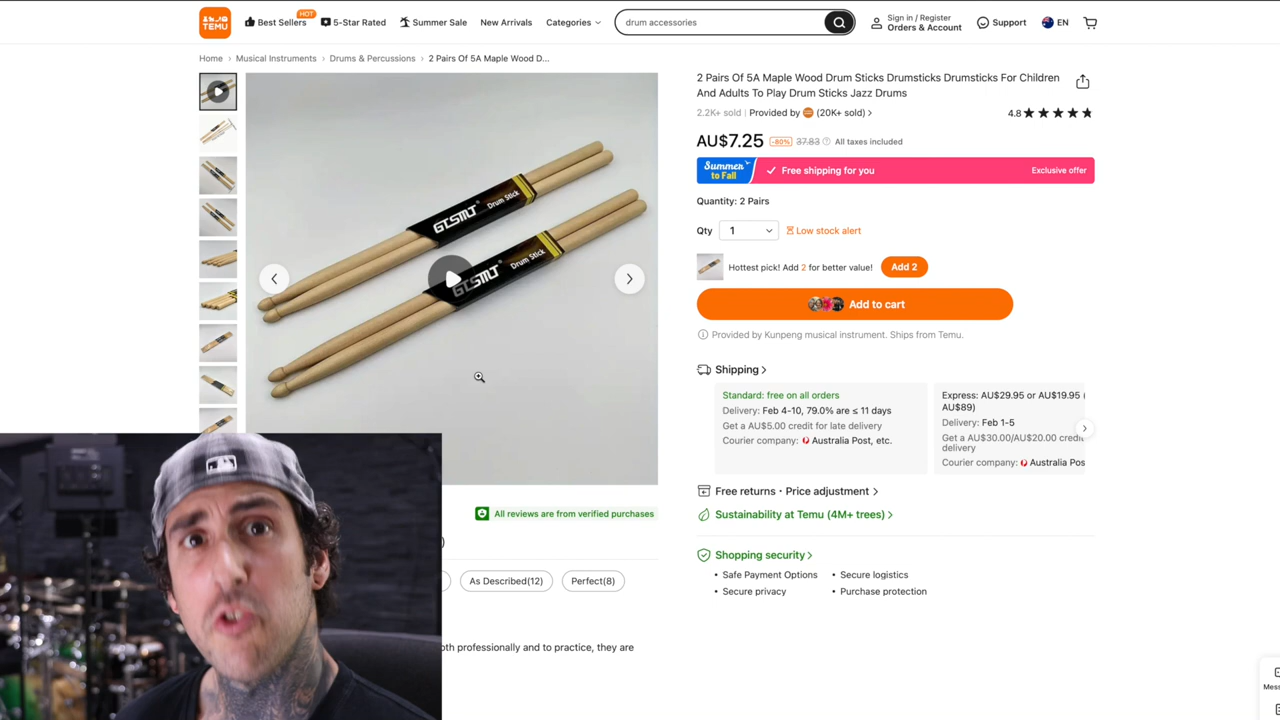 TEMU
Best Sellers
HOT
5-Star Rated
Summer Sale
New Arrivals
Categories
drum accessories
Sign in / Register
Orders & Account
Support
EN
Home › Musical Instruments › Drums & Percussions › 2 Pairs Of 5A Maple Wood D...
2 Pairs Of 5A Maple Wood Drum Sticks Drumsticks Drumsticks For Children
And Adults To Play Drum Sticks Jazz Drums
2.2K+ sold | Provided by (20K+ sold) ›
4.8
AU$7.25 -80% 37.83 All taxes included
Summer
to Fall
Free shipping for you
Exclusive offer
Quantity: 2 Pairs
Qty 1 Low stock alert
Hottest pick! Add 2 for better value! Add 2
Add to cart
Provided by Kunpeng musical instrument. Ships from Temu.
Shipping ›
Standard: free on all orders
Delivery: Feb 4-10, 79.0% are ≤ 11 days
Get a AU$5.00 credit for late delivery
Courier company: Australia Post, etc.
Express: AU$29.95 or AU$19.95 (
AU$89)
Delivery: Feb 1-5
Get a AU$30.00/AU$20.00 credit
delivery
Courier company: Australia Pos
Free returns · Price adjustment ›
Sustainability at Temu (4M+ trees) ›
Shopping security ›
• Safe Payment Options
• Secure logistics
• Secure privacy
• Purchase protection
GTSMT Drum Stick
GTSMT Drum Stick
All reviews are from verified purchases
)
As Described(12)
Perfect(8)
oth professionally and to practice, they are
Mess